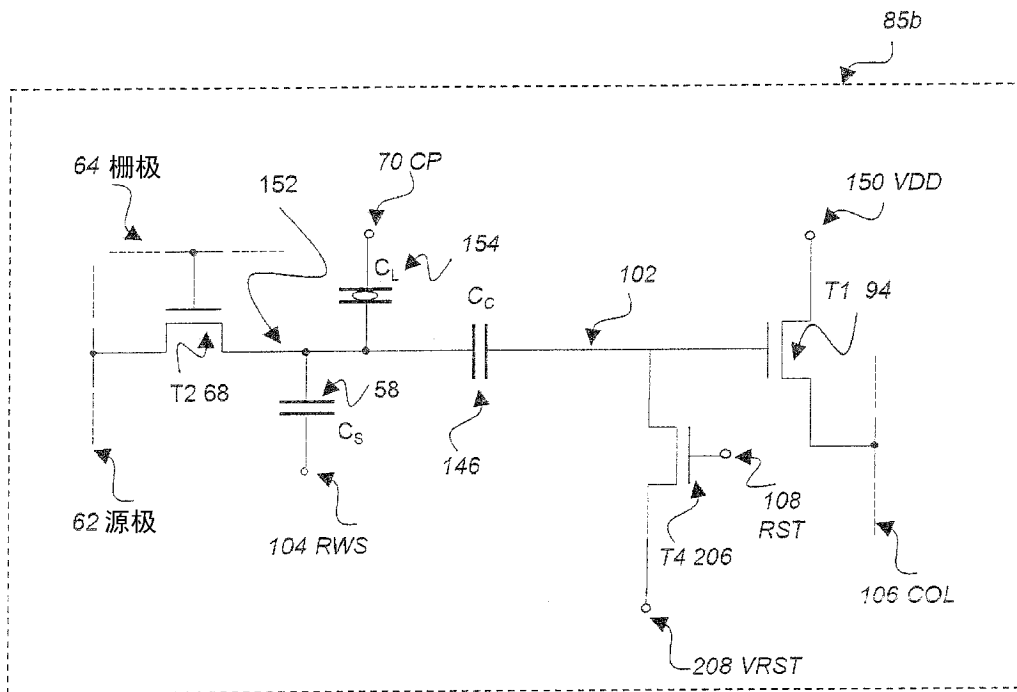 85b
64 栅极
70 CP
152
150 VDD
154
C_L
C_C
102
T1 94
T2 68
58
C_S
146
62 源极
104 RWS
108
RST
T4 206
106 COL
208 VRST